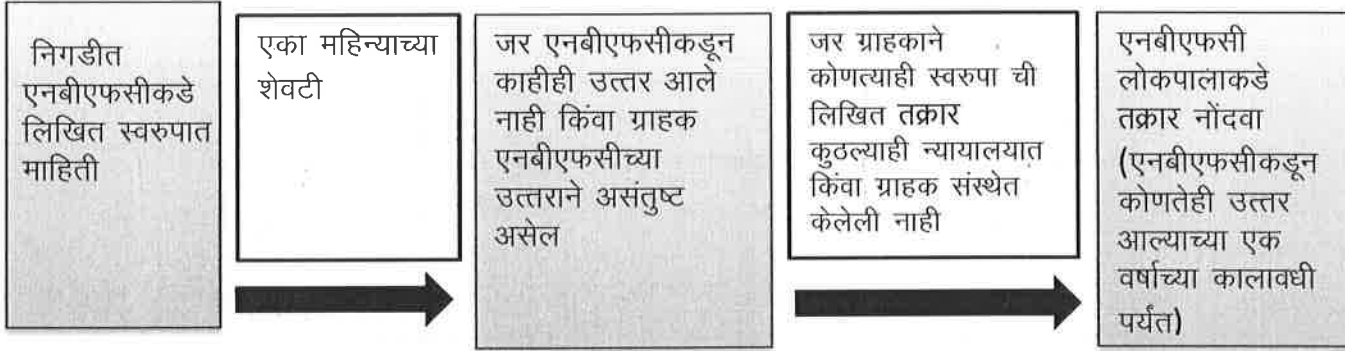 निगडीत
एनबीएफसीकडे
लिखित स्वरुपात
माहिती
एका महिन्याच्या
शेवटी
जर एनबीएफसीकडून
काहीही उत्तर आले
नाही किंवा ग्राहक
एनबीएफसीच्या
उत्तराने असंतुष्ट
असेल
जर ग्राहकाने
कोणत्याही स्वरुपा ची
लिखित तक्रार
कुठल्याही न्यायालयात
किंवा ग्राहक संस्थेत
केलेली नाही
एनबीएफसी
लोकपालाकडे
तक्रार नोंदवा
(एनबीएफसीकडून
कोणतेही उत्तर
आल्याच्या एक
वर्षाच्या कालावधी
पर्यंत)